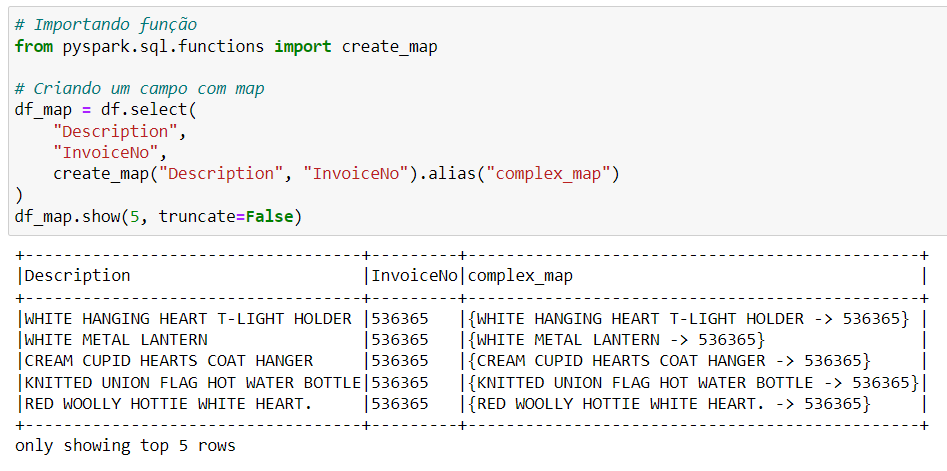 # Importando função
from pyspark.sql.functions import create_map

# Criando um campo com map
df_map = df.select(
    "Description",
    "InvoiceNo",
    create_map("Description", "InvoiceNo").alias("complex_map")
)
df_map.show(5, truncate=False)
+-----------------------------------+---------+------------------------------------------------+
|Description                        |InvoiceNo|complex_map                                     |
+-----------------------------------+---------+------------------------------------------------+
|WHITE HANGING HEART T-LIGHT HOLDER |536365   |{WHITE HANGING HEART T-LIGHT HOLDER -> 536365} |
|WHITE METAL LANTERN                |536365   |{WHITE METAL LANTERN -> 536365}                 |
|CREAM CUPID HEARTS COAT HANGER     |536365   |{CREAM CUPID HEARTS COAT HANGER -> 536365}      |
|KNITTED UNION FLAG HOT WATER BOTTLE|536365   |{KNITTED UNION FLAG HOT WATER BOTTLE -> 536365}|
|RED WOOLLY HOTTIE WHITE HEART.     |536365   |{RED WOOLLY HOTTIE WHITE HEART. -> 536365}      |
+-----------------------------------+---------+------------------------------------------------+
only showing top 5 rows